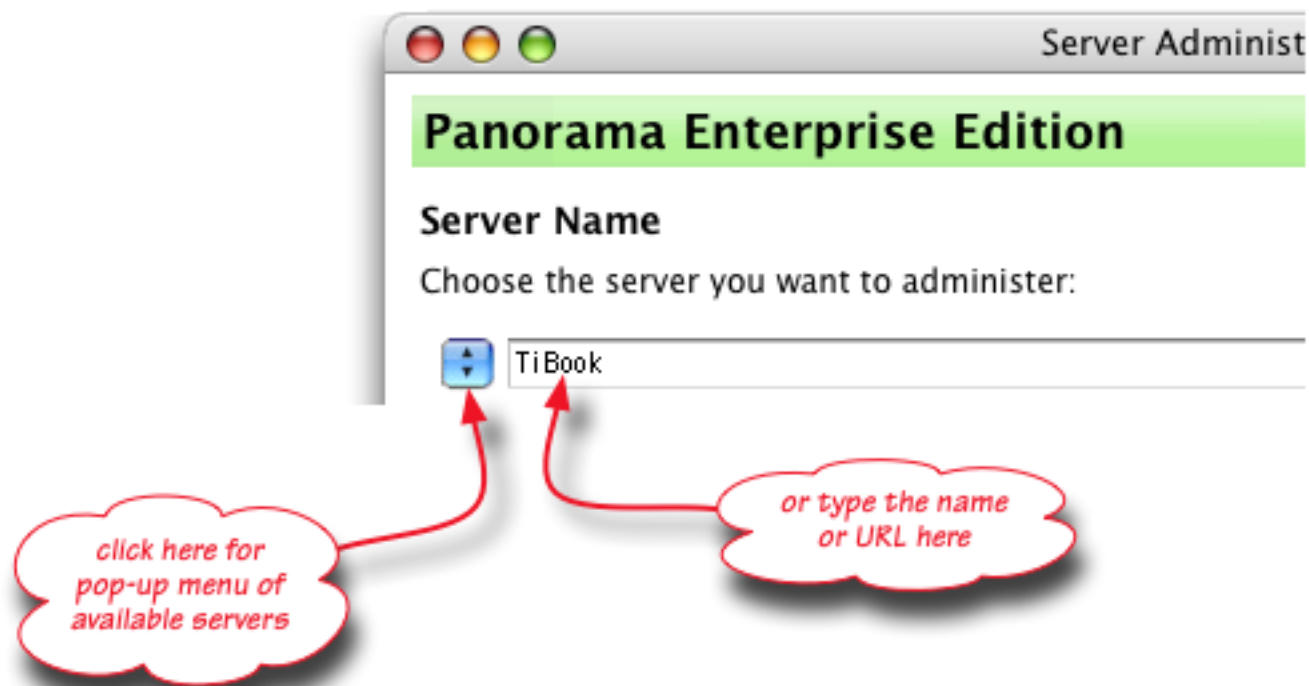 Server Administ
Panorama Enterprise Edition
Server Name
Choose the server you want to administer:
TiBook
click here for
pop-up menu of
available servers
or type the name
or URL here